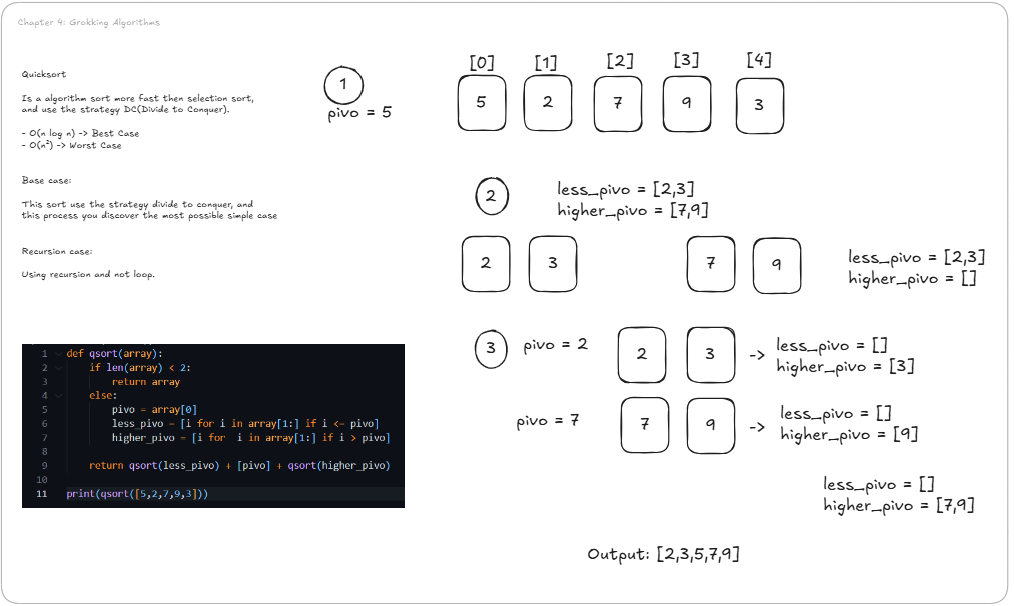 Chapter 4: Grokking Algorithms
Quicksort
Is a algorithm sort more fast then selection sort,
and use the strategy DC(Divide to Conquer).
- O(n log n) -> Best Case
- O(n²) -> Worst Case
Base case:
This sort use the strategy divide to conquer, and
this process you discover the most possible simple case
Recursion case:
Using recursion and not loop.
1
pivo = 5
[0] [1] [2] [3] [4]
5 2 7 9 3
2
less_pivo = [2,3]
higher_pivo = [7,9]
2 3 7 9
less_pivo = [2,3]
higher_pivo = []
3
pivo = 2
2 3 ->
less_pivo = []
higher_pivo = [3]
pivo = 7
7 9 ->
less_pivo = []
higher_pivo = [9]
less_pivo = []
higher_pivo = [7,9]
Output: [2,3,5,7,9]
1 def qsort(array):
2 if len(array) < 2:
3 return array
4 else:
5 pivo = array[0]
6 less_pivo = [i for i in array[1:] if i <= pivo]
7 higher_pivo = [i for  i in array[1:] if i > pivo]
8
9 return qsort(less_pivo) + [pivo] + qsort(higher_pivo)
10
11 print(qsort([5,2,7,9,3]))